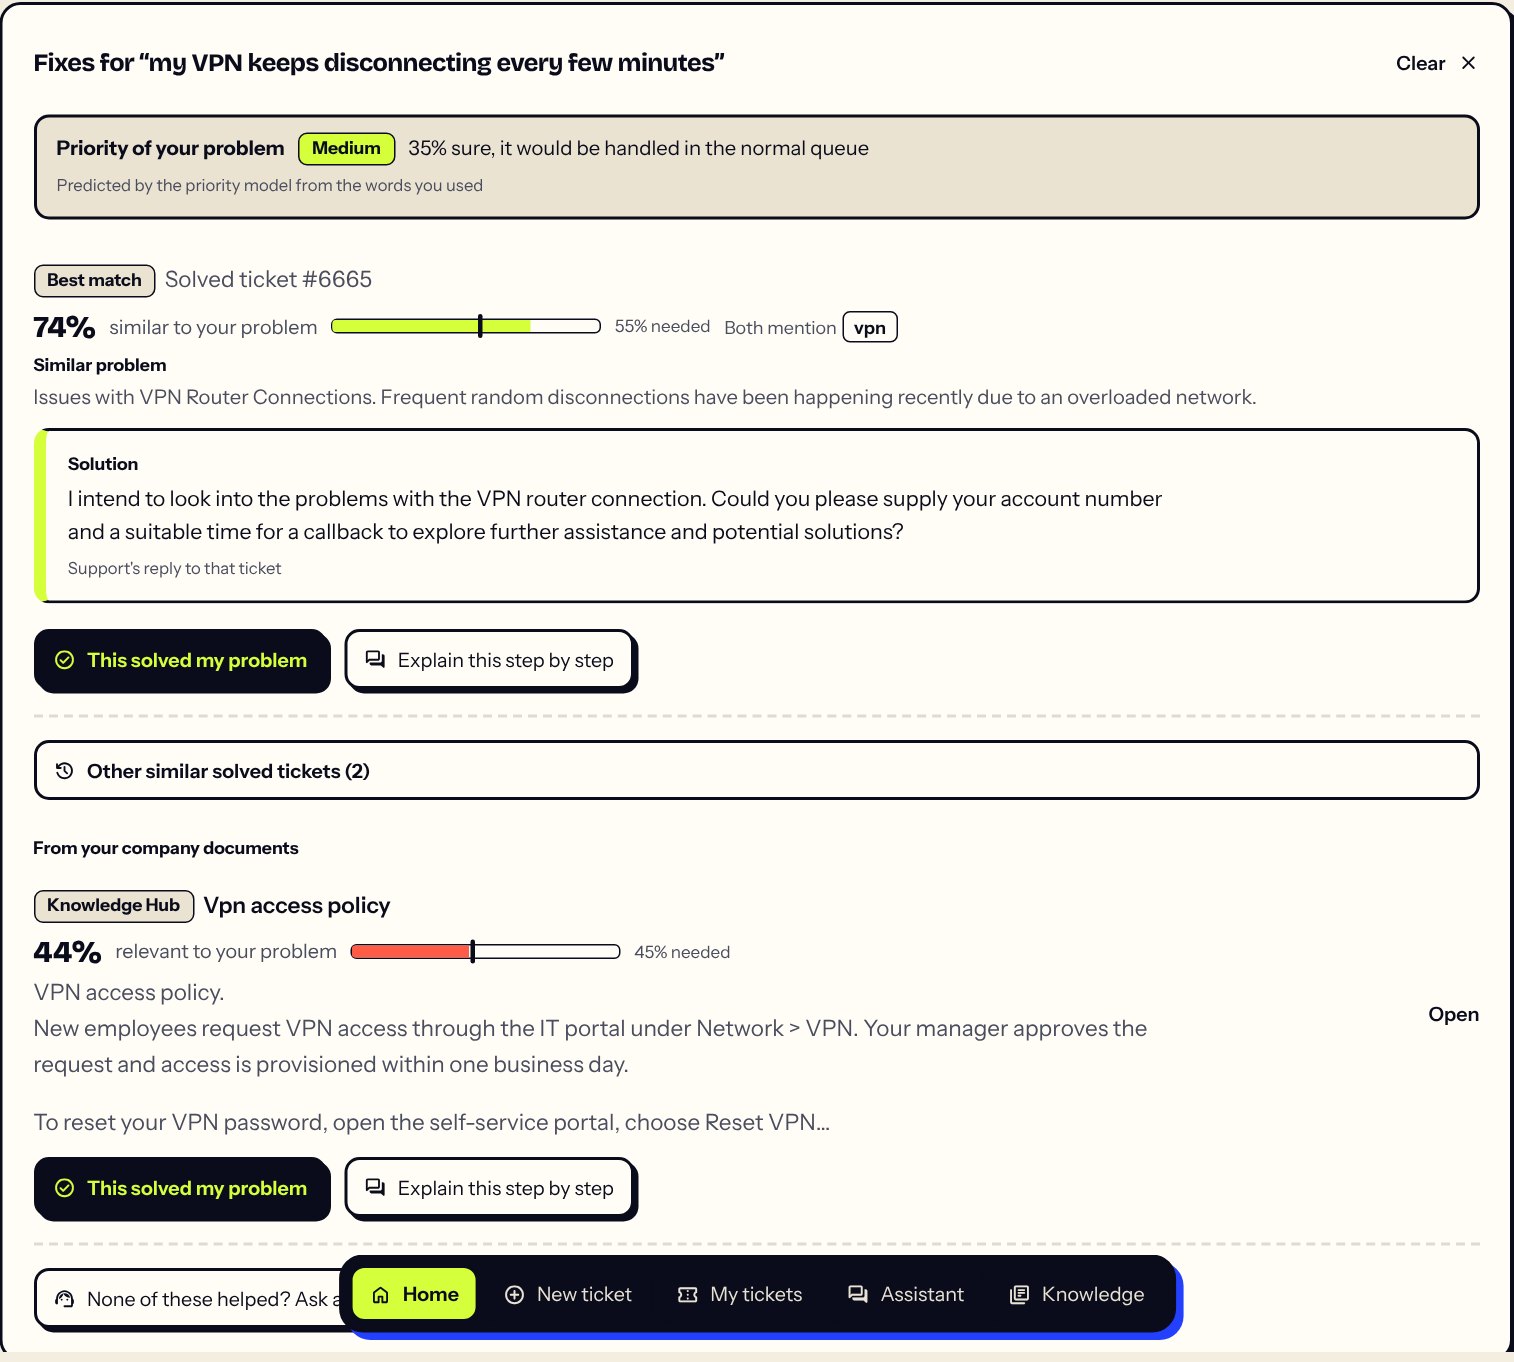 Fixes for “my VPN keeps disconnecting every few minutes”
Clear ×
Priority of your problem Medium 35% sure, it would be handled in the normal queue
Predicted by the priority model from the words you used
Best match Solved ticket #6665
74% similar to your problem 55% needed Both mention vpn
Similar problem
Issues with VPN Router Connections. Frequent random disconnections have been happening recently due to an overloaded network.
Solution
I intend to look into the problems with the VPN router connection. Could you please supply your account number
and a suitable time for a callback to explore further assistance and potential solutions?
Support's reply to that ticket
This solved my problem
Explain this step by step
Other similar solved tickets (2)
From your company documents
Knowledge Hub Vpn access policy
44% relevant to your problem 45% needed
VPN access policy.
New employees request VPN access through the IT portal under Network > VPN. Your manager approves the
request and access is provisioned within one business day.
Open
To reset your VPN password, open the self-service portal, choose Reset VPN...
This solved my problem
Explain this step by step
None of these helped? Ask
Home
New ticket
My tickets
Assistant
Knowledge